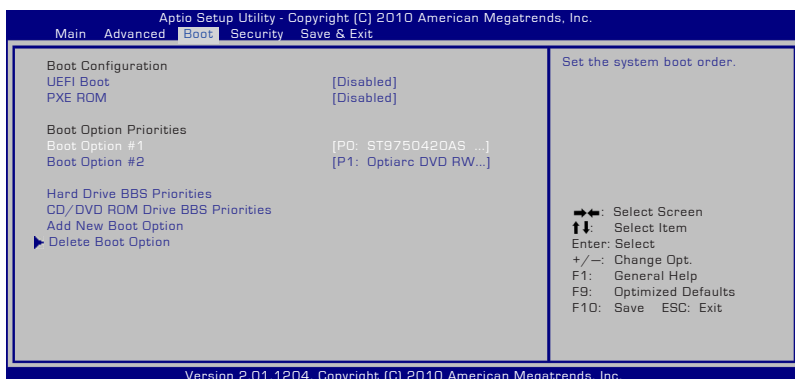 Aptio Setup Utility - Copyright (C) 2010 American Megatrends, Inc.
Main Advanced Boot Security Save & Exit
Boot Configuration
UEFI Boot [Disabled]
PXE ROM [Disabled]
Boot Option Priorities
Boot Option #1 [P0: ST9750420AS ...]
Boot Option #2 [P1: Optiarc DVD RW...]
Hard Drive BBS Priorities
CD/DVD ROM Drive BBS Priorities
Add New Boot Option
Delete Boot Option
Set the system boot order.
→←: Select Screen
↑↓: Select Item
Enter: Select
+/—: Change Opt.
F1: General Help
F9: Optimized Defaults
F10: Save ESC: Exit
Version 2.01.1204. Copyright (C) 2010 American Megatrends, Inc.